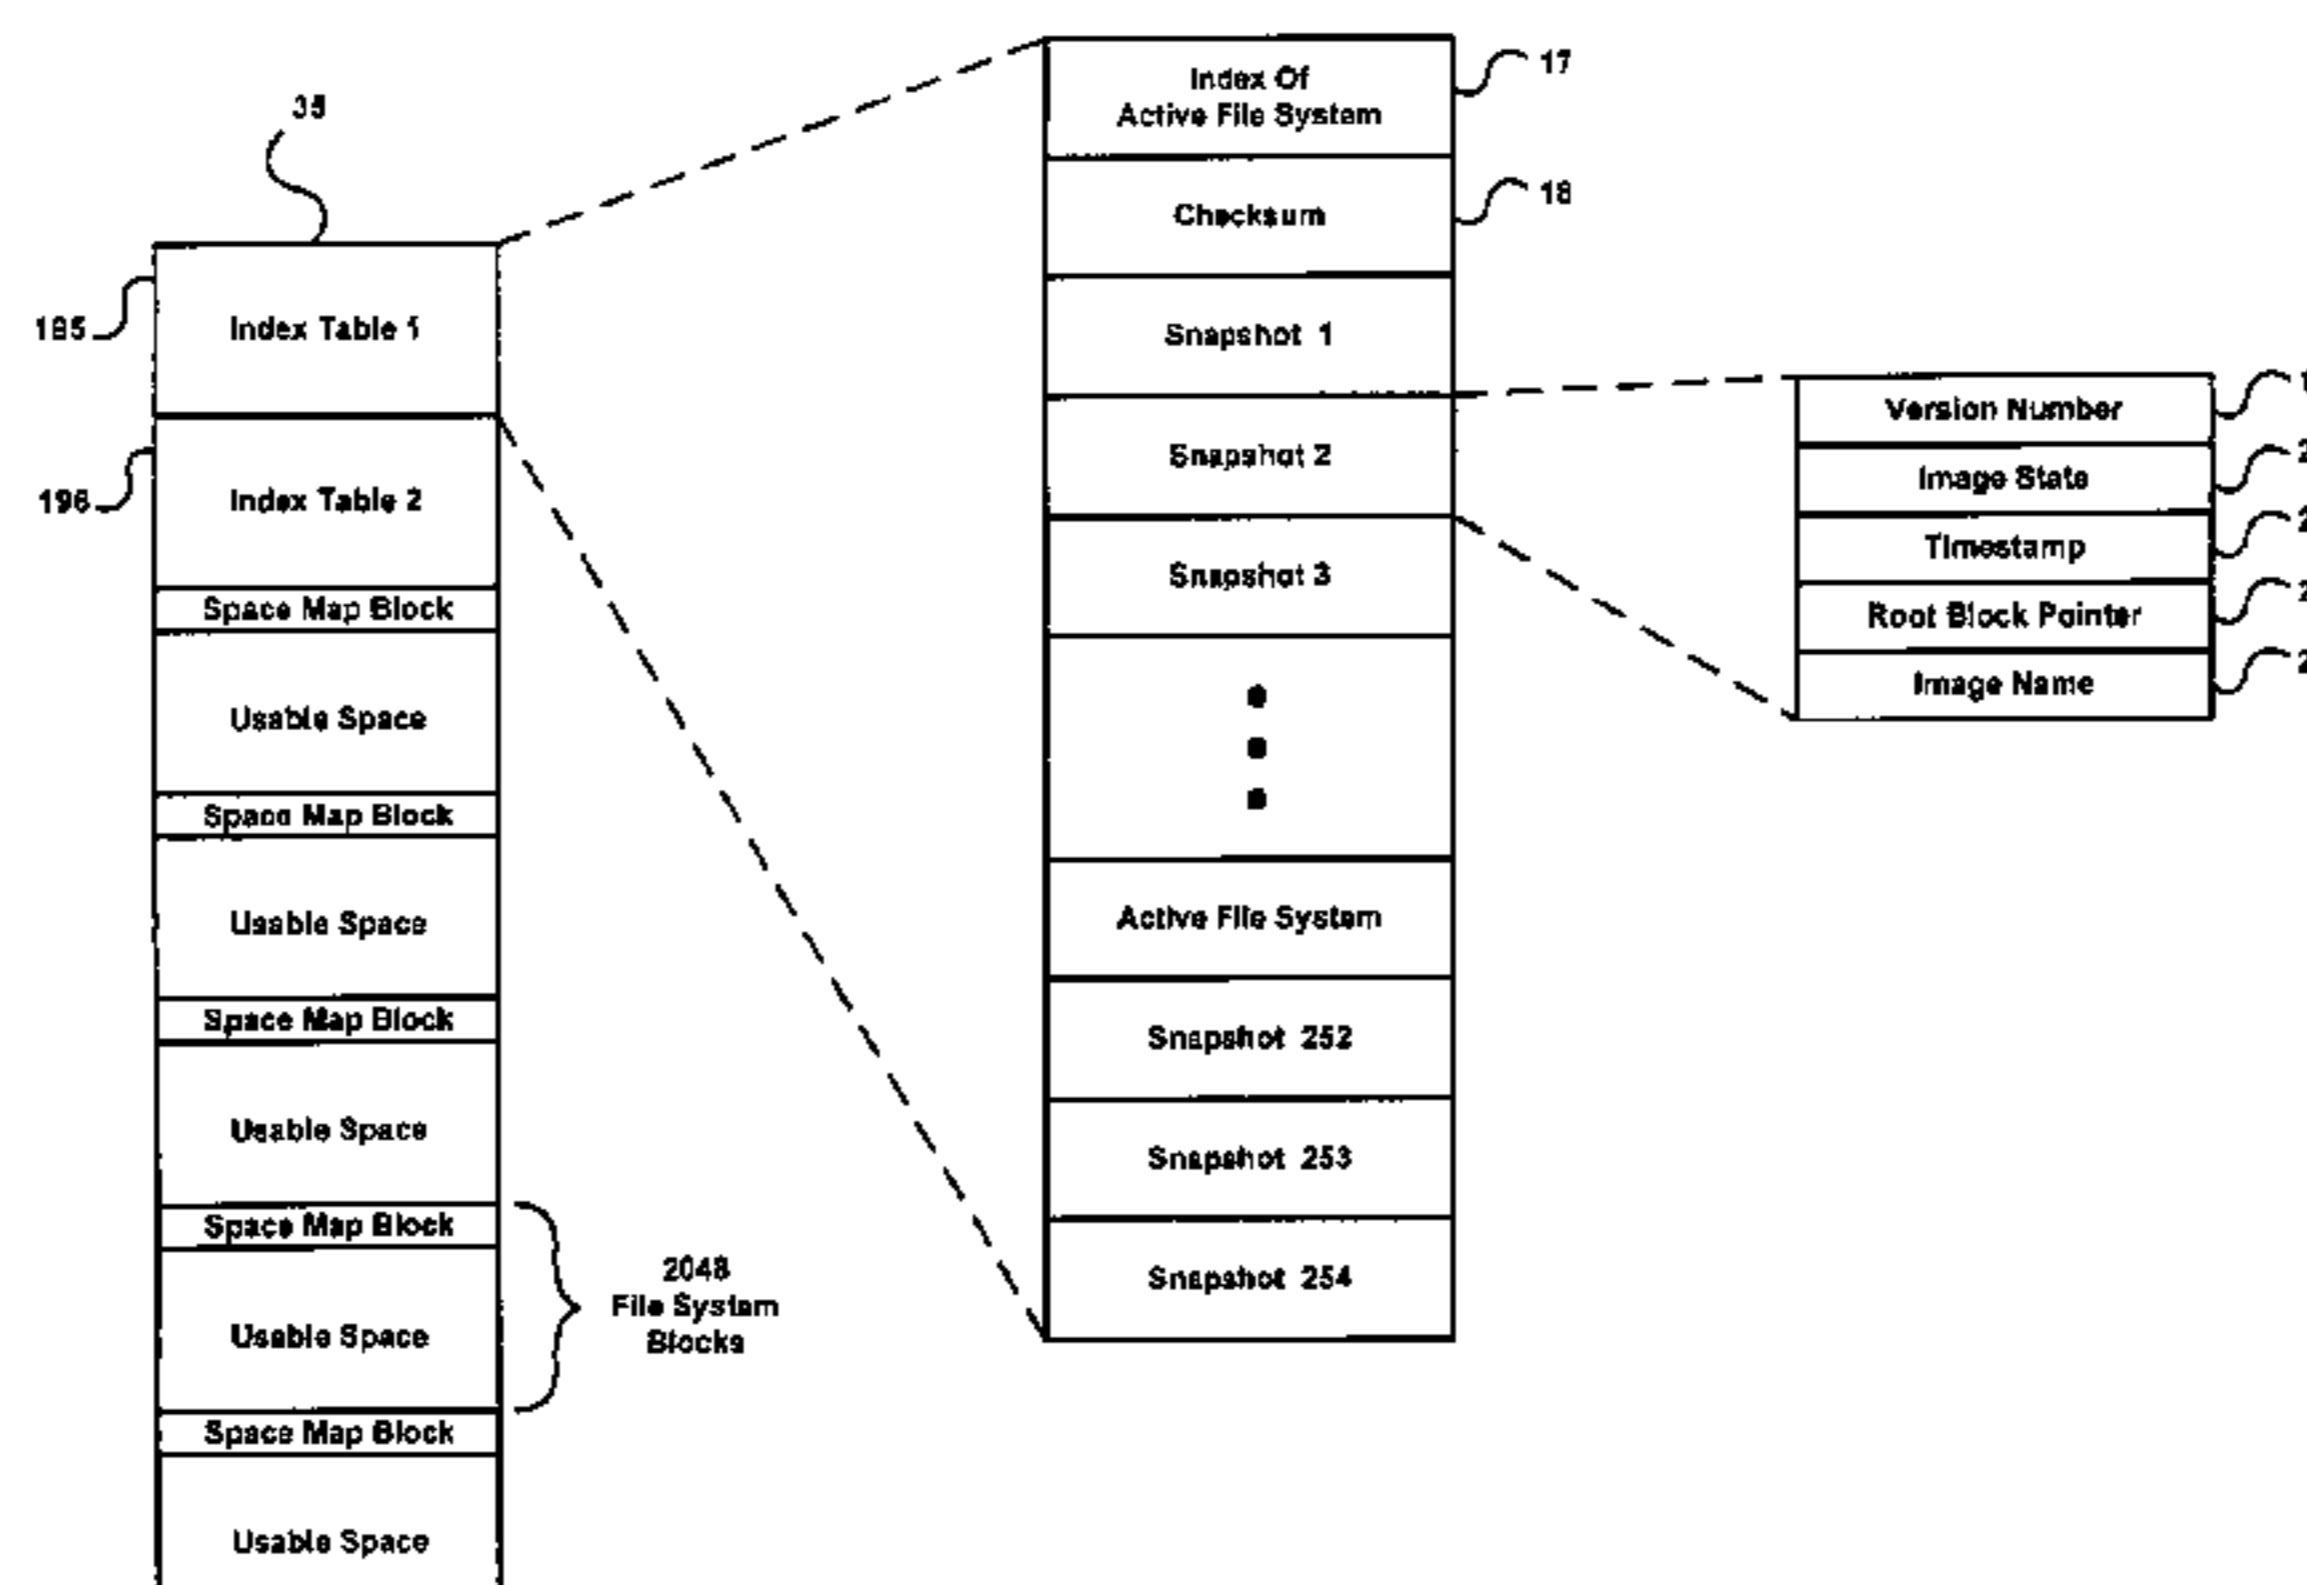 35
195
Index Table 1
196
Index Table 2
Space Map Block
Usable Space
Space Map Block
Usable Space
Space Map Block
Usable Space
Space Map Block
Usable Space
2048
File System
Blocks
Space Map Block
Usable Space
Index Of
Active File System
17
Checksum
18
Snapshot 1
Snapshot 2
Snapshot 3
Active File System
Snapshot 252
Snapshot 253
Snapshot 254
Version Number
Image State
Timestamp
Root Block Pointer
Image Name